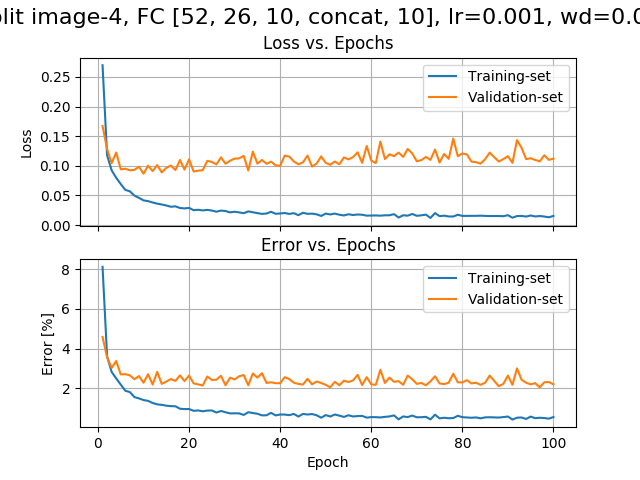 lit image-4, FC [52, 26, 10, concat, 10], lr=0.001, wd=0.0
Loss vs. Epochs
0.25
0.20
0.15
0.10
0.05
0.00
Loss
Training-set
Validation-set
Error vs. Epochs
8
6
4
2
Error [%]
Training-set
Validation-set
0
20
40
60
80
100
Epoch